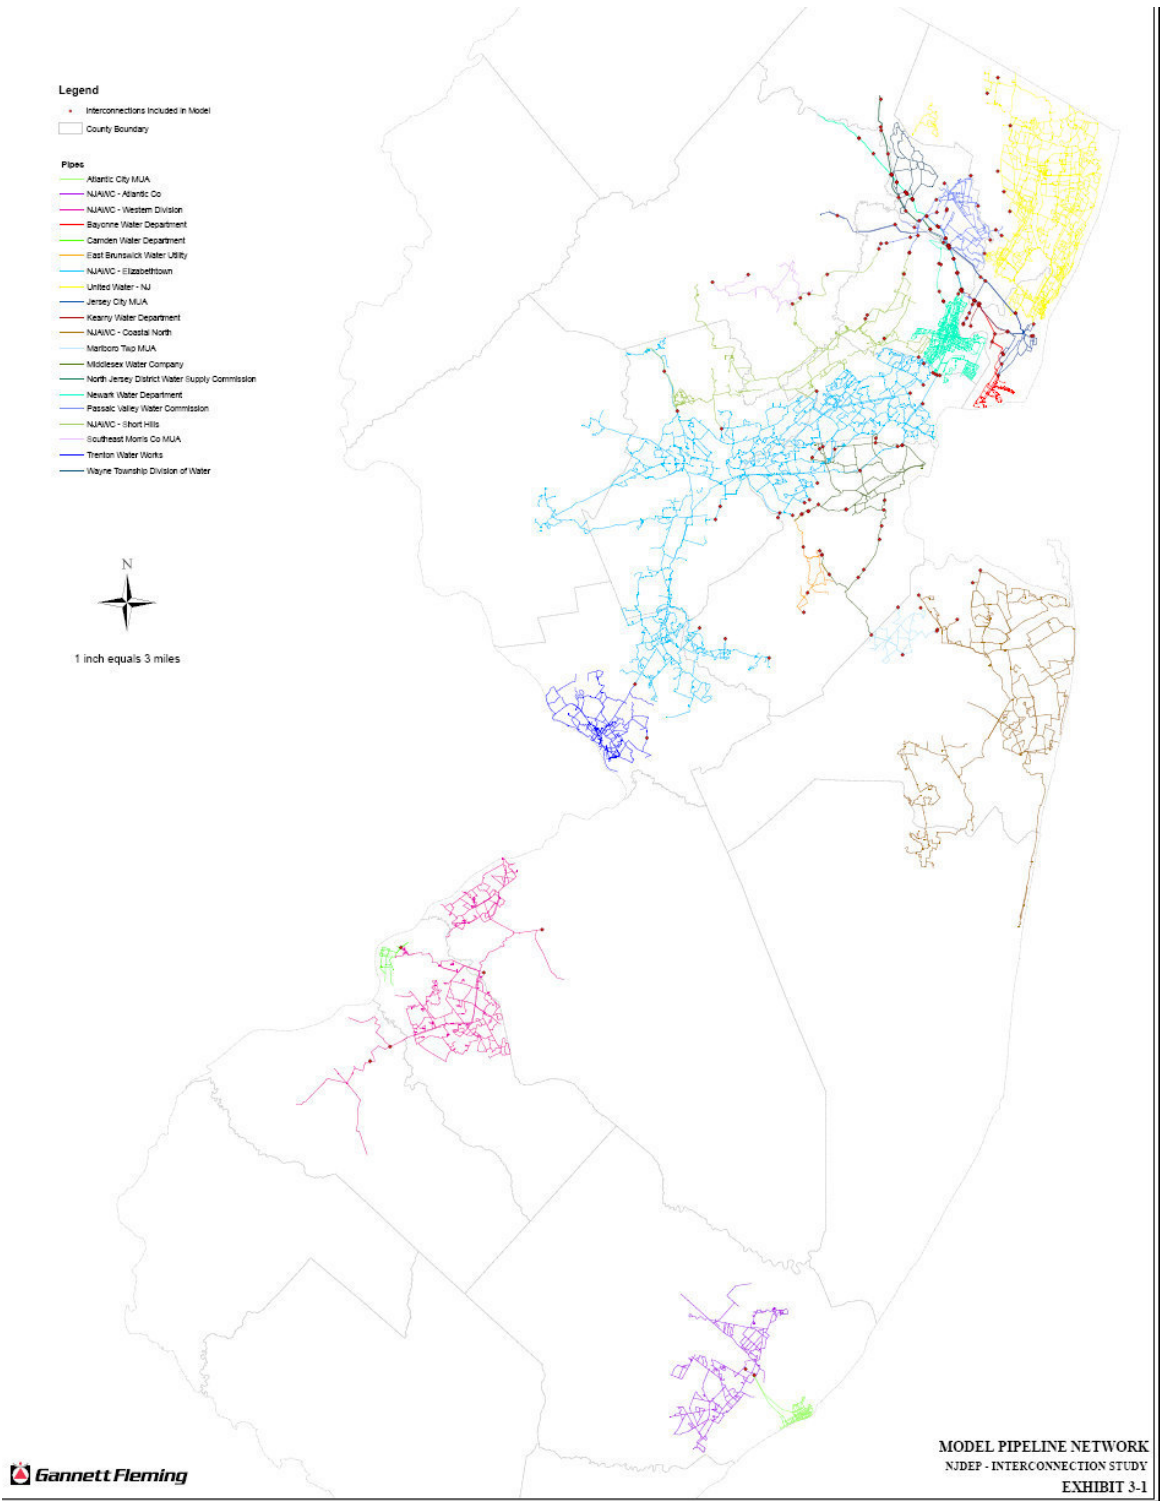 Legend
Interconnections Included in Model
County Boundary
Pipes
Atlantic City MUA
NJAWC - Atlantic Co
NJAWC - Western Division
Bayonne Water Department
Camden Water Department
East Brunswick Water Utility
NJAWC - Elizabethtown
United Water - NJ
Jersey City MUA
Kearny Water Department
NJAWC - Coastal North
Marlboro Twp MUA
Middlesex Water Company
North Jersey District Water Supply Commission
Newark Water Department
Passaic Valley Water Commission
NJAWC - Short Hills
Southeast Morris Co MUA
Trenton Water Works
Wayne Township Division of Water
N
1 inch equals 3 miles
Gannett Fleming
MODEL PIPELINE NETWORK
NJDEP - INTERCONNECTION STUDY
EXHIBIT 3-1